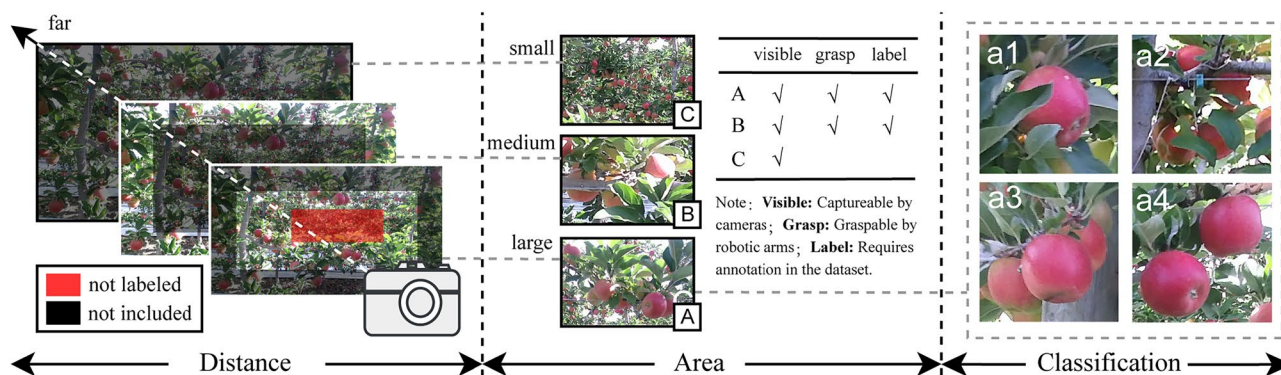 far
not labeled
not included
small
medium
large
C
B
A
visible grasp label
A √ √ √
B √ √ √
C √
Note: Visible: Captureable by
cameras; Grasp: Graspable by
robotic arms; Label: Requires
annotation in the dataset.
a1
a2
a3
a4
Distance
Area
Classification